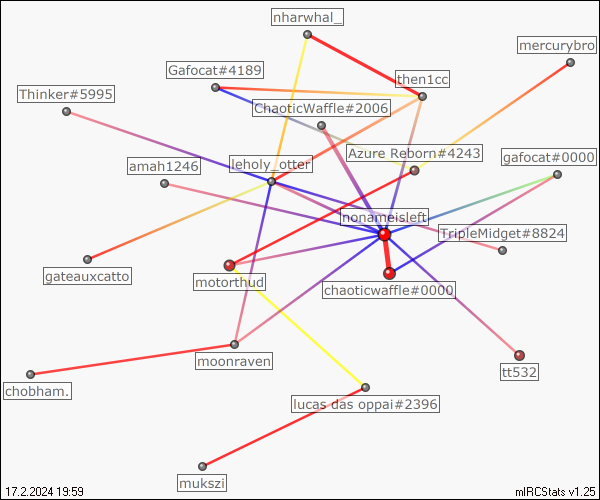 nharwhal_
mercurybro
Gafocat#4189
then1cc
Thinker#5995
ChaoticWaffle#2006
Azure Reborn#4243
gafocat#0000
amah1246
leholy_otter
nonameisleft
TripleMidget#8824
gateauxcatto
motorthud
chaoticwaffle#0000
moonraven
tt532
chobham.
lucas das oppai#2396
mukszi
17.2.2024 19:59
mIRCStats v1.25